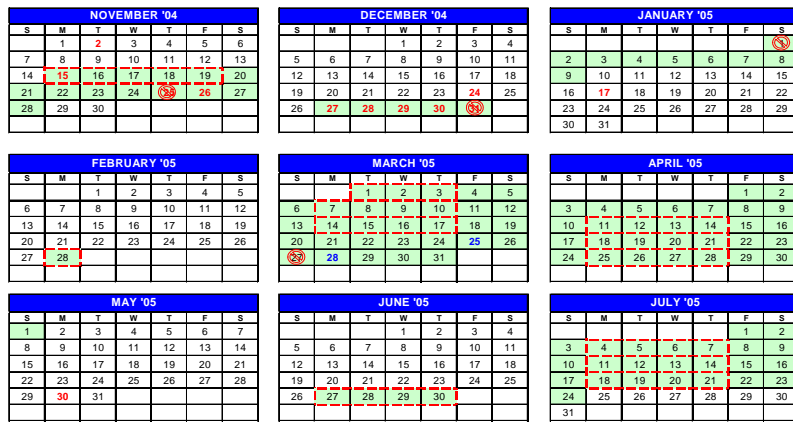 NOVEMBER '04
S M T W T F S
1 2 3 4 5 6
7 8 9 10 11 12 13
14 15 16 17 18 19 20
21 22 23 24 25 26 27
28 29 30
DECEMBER '04
S M T W T F S
1 2 3 4
5 6 7 8 9 10 11
12 13 14 15 16 17 18
19 20 21 22 23 24 25
26 27 28 29 30 31
JANUARY '05
S M T W T F S
1
2 3 4 5 6 7 8
9 10 11 12 13 14 15
16 17 18 19 20 21 22
23 24 25 26 27 28 29
30 31
FEBRUARY '05
S M T W T F S
1 2 3 4 5
6 7 8 9 10 11 12
13 14 15 16 17 18 19
20 21 22 23 24 25 26
27 28
MARCH '05
S M T W T F S
1 2 3 4 5
6 7 8 9 10 11 12
13 14 15 16 17 18 19
20 21 22 23 24 25 26
27 28 29 30 31
APRIL '05
S M T W T F S
1 2
3 4 5 6 7 8 9
10 11 12 13 14 15 16
17 18 19 20 21 22 23
24 25 26 27 28 29 30
MAY '05
S M T W T F S
1 2 3 4 5 6 7
8 9 10 11 12 13 14
15 16 17 18 19 20 21
22 23 24 25 26 27 28
29 30 31
JUNE '05
S M T W T F S
1 2 3 4
5 6 7 8 9 10 11
12 13 14 15 16 17 18
19 20 21 22 23 24 25
26 27 28 29 30
JULY '05
S M T W T F S
1 2
3 4 5 6 7 8 9
10 11 12 13 14 15 16
17 18 19 20 21 22 23
24 25 26 27 28 29 30
31